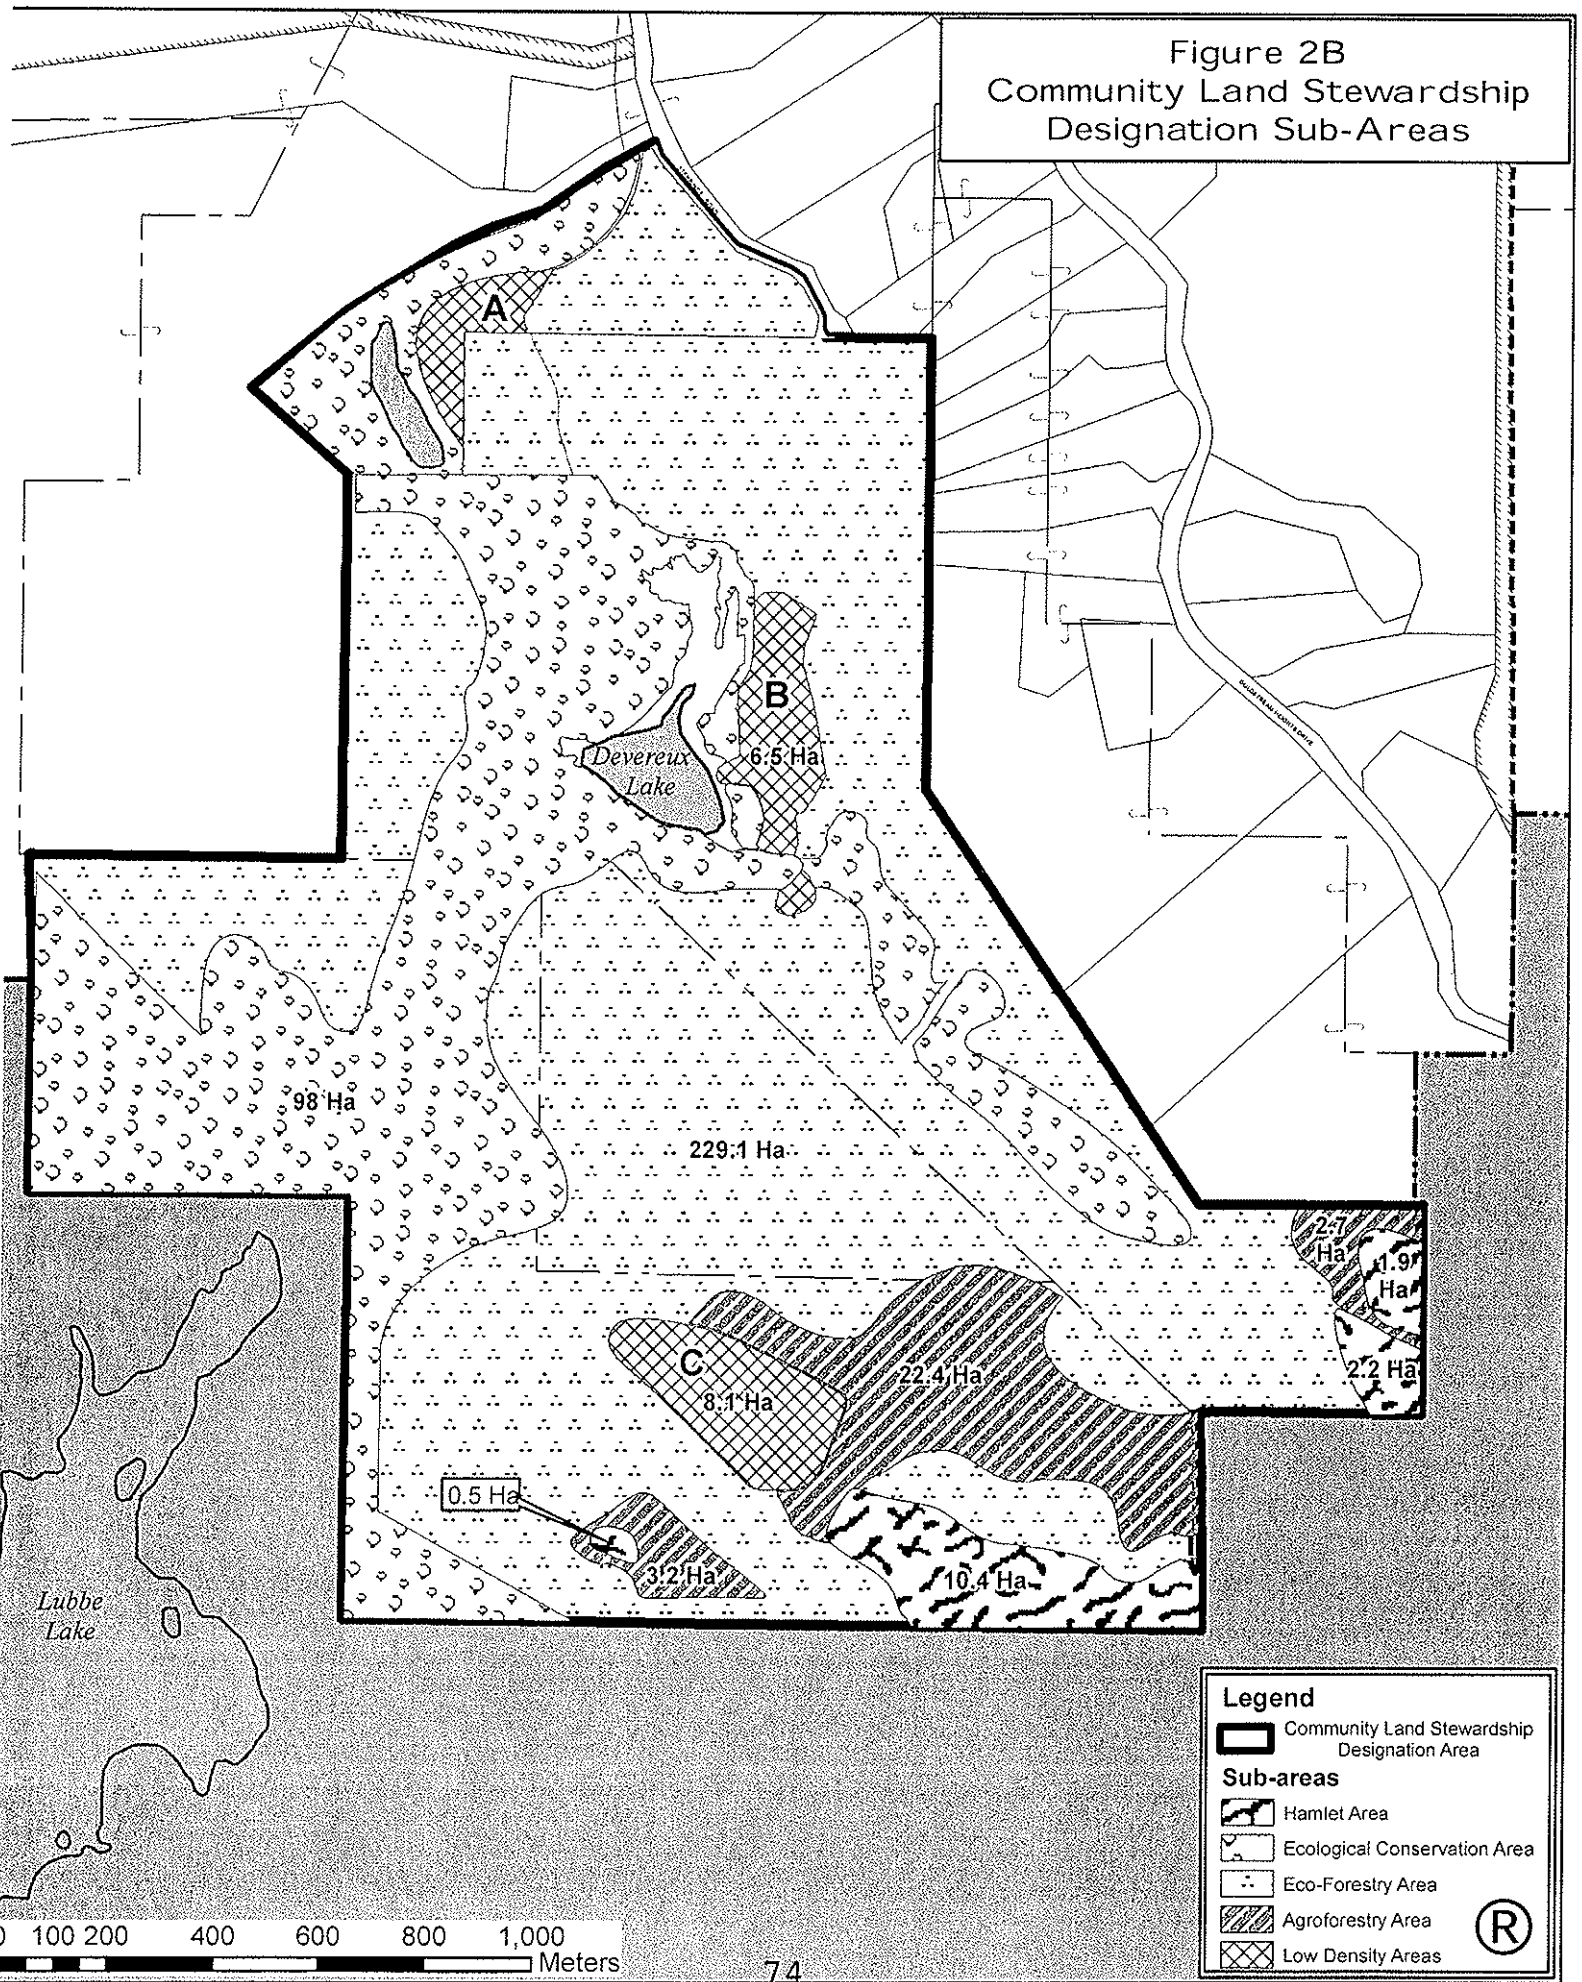 Figure 2B
Community Land Stewardship
Designation Sub-Areas
A
B
6.5 Ha
Devereux
Lake
98 Ha
229.1 Ha
2.7
Ha
1.9
Ha
2.2 Ha
22.4 Ha
C
8.1 Ha
0.5 Ha
3.2 Ha
10.4 Ha
Lubbe
Lake
Legend
Community Land Stewardship
Designation Area
Sub-areas
Hamlet Area
Ecological Conservation Area
Eco-Forestry Area
Agroforestry Area
Low Density Areas
R
0 100 200 400 600 800 1,000
Meters
74